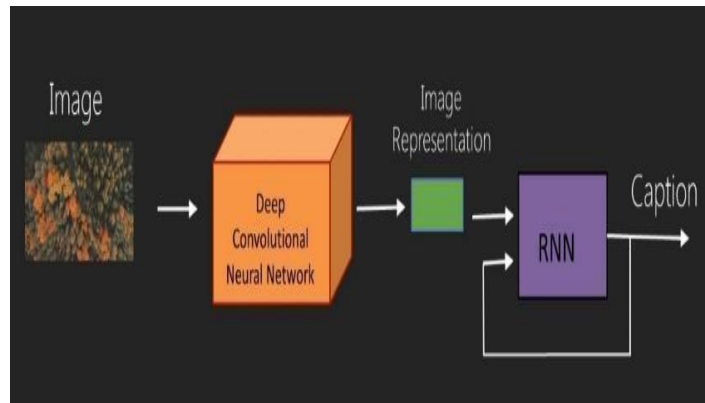 Image
Deep
Convolutional
Neural Network
Image
Representation
RNN
Caption